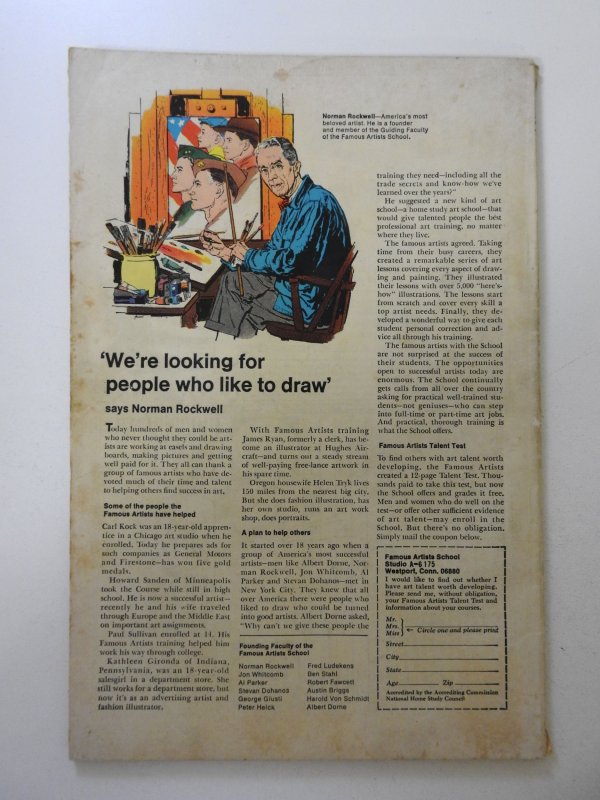 Norman Rockwell—America's most
beloved artist. He is a founder
and member of the Guiding Faculty
of the Famous Artists School.
'We're looking for
people who like to draw'
says Norman Rockwell
Today hundreds of men and women
who never thought they could be art-
ists are working at easels and drawing
boards, making pictures and getting
well paid for it. They all can thank a
group of famous artists who have de-
voted much of their time and talent
to helping others find success in art.
Some of the people the
Famous Artists have helped
Carl Kock was an 18-year-old appren-
tice in a Chicago art studio when he
enrolled. Today he prepares ads for
such companies as General Motors
and Firestone—has won five gold
medals.
Howard Sanden of Minneapolis
took the Course while still in high
school. He is now a successful artist—
recently he and his wife traveled
through Europe and the Middle East
on important art assignments.
Paul Sullivan enrolled at 14. His
Famous Artists training helped him
work his way through college.
Kathleen Gironda of Indiana,
Pennsylvania, was an 18-year-old
salesgirl in a department store. She
still works for a department store, but
now it's as an advertising artist and
fashion illustrator.
With Famous Artists training
James Ryan, formerly a clerk, has be-
come an illustrator at Hughes Air-
craft—and turns out a steady stream
of well-paying free-lance artwork in
his spare time.
Oregon housewife Helen Tryk lives
150 miles from the nearest big city.
But she does fashion illustration, has
her own studio, runs an art work
shop, does portraits.
A plan to help others
It started over 18 years ago when a
group of America's most successful
artists—men like Albert Dorne, Nor-
man Rockwell, Jon Whitcomb, Al
Parker and Stevan Dohanos—met in
New York City. They knew that all
over America there were people who
liked to draw who could be turned
into good artists. Albert Dorne asked,
"Why can't we give these people the
Founding Faculty of the
Famous Artists School
Norman Rockwell
Jon Whitcomb
Al Parker
Stevan Dohanos
George Giusti
Peter Helck
Fred Ludekens
Ben Stahl
Robert Fawcett
Austin Briggs
Harold Von Schmidt
Albert Dorne
training they need—including all the
trade secrets and know-how we've
learned over the years?"
He suggested a new kind of art
school—a home study art school—that
would give talented people the best
professional art training, no matter
where they live.
The famous artists agreed. Taking
time from their busy careers, they
created a remarkable series of art
lessons covering every aspect of draw-
ing and painting. They illustrated
their lessons with over 5,000 "here's-
how" illustrations. The lessons start
from scratch and cover every skill a
top artist needs. Finally, they de-
veloped a wonderful way to give each
student personal correction and ad-
vice all through his training.
The famous artists with the School
are not surprised at the success of
their students. The opportunities
open to successful artists today are
enormous. The School continually
gets calls from all over the country
asking for practical well-trained stu-
dents—not geniuses—who can step
into full-time or part-time art jobs.
And practical, thorough training is
what the School offers.
Famous Artists Talent Test
To find others with art talent worth
developing, the Famous Artists
created a 12-page Talent Test. Thou-
sands paid to take this test, but now
the School offers and grades it free.
Men and women who do well on the
test—or offer other sufficient evidence
of art talent—may enroll in the
School. But there's no obligation.
Simply mail the coupon below.
Famous Artists School
Studio A-6175
Westport, Conn. 06880
I would like to find out whether I
have art talent worth developing.
Please send me, without obligation,
your Famous Artists Talent Test and
information about your courses.
Mr.
Mrs.
Miss Circle one and please print
Street
City
State
Age Zip
Accredited by the Accrediting Commission
National Home Study Council